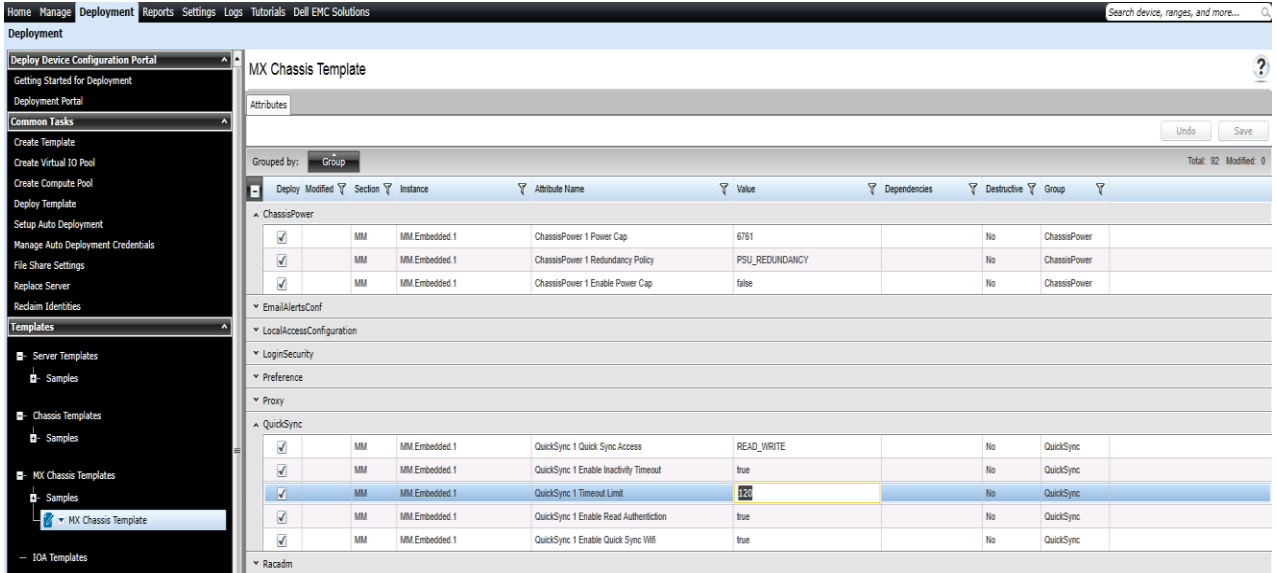 Home Manage Deployment Reports Settings Logs Tutorials Dell EMC Solutions Search device, ranges, and more...
Deployment
Deploy Device Configuration Portal
Getting Started for Deployment
Deployment Portal
Common Tasks
Create Template
Create Virtual IO Pool
Create Compute Pool
Deploy Template
Setup Auto Deployment
Manage Auto Deployment Credentials
File Share Settings
Replace Server
Reclaim Identities
Templates
Server Templates
Samples
Chassis Templates
Samples
MX Chassis Templates
Samples
MX Chassis Template
IOA Templates
MX Chassis Template ?
Attributes
Undo Save
Grouped by: Group Total: 92 Modified: 0
Deploy Modified Section Instance Attribute Name Value Dependencies Destructive Group
ChassisPower
MM MM.Embedded.1 ChassisPower 1 Power Cap 6761 No ChassisPower
MM MM.Embedded.1 ChassisPower 1 Redundancy Policy PSU_REDUNDANCY No ChassisPower
MM MM.Embedded.1 ChassisPower 1 Enable Power Cap false No ChassisPower
EmailAlertsConf
LocalAccessConfiguration
LoginSecurity
Preference
Proxy
QuickSync
MM MM.Embedded.1 QuickSync 1 Quick Sync Access READ_WRITE No QuickSync
MM MM.Embedded.1 QuickSync 1 Enable Inactivity Timeout true No QuickSync
MM MM.Embedded.1 QuickSync 1 Timeout Limit 120 No QuickSync
MM MM.Embedded.1 QuickSync 1 Enable Read Authentiction true No QuickSync
MM MM.Embedded.1 QuickSync 1 Enable Quick Sync Wifi true No QuickSync
Racadm